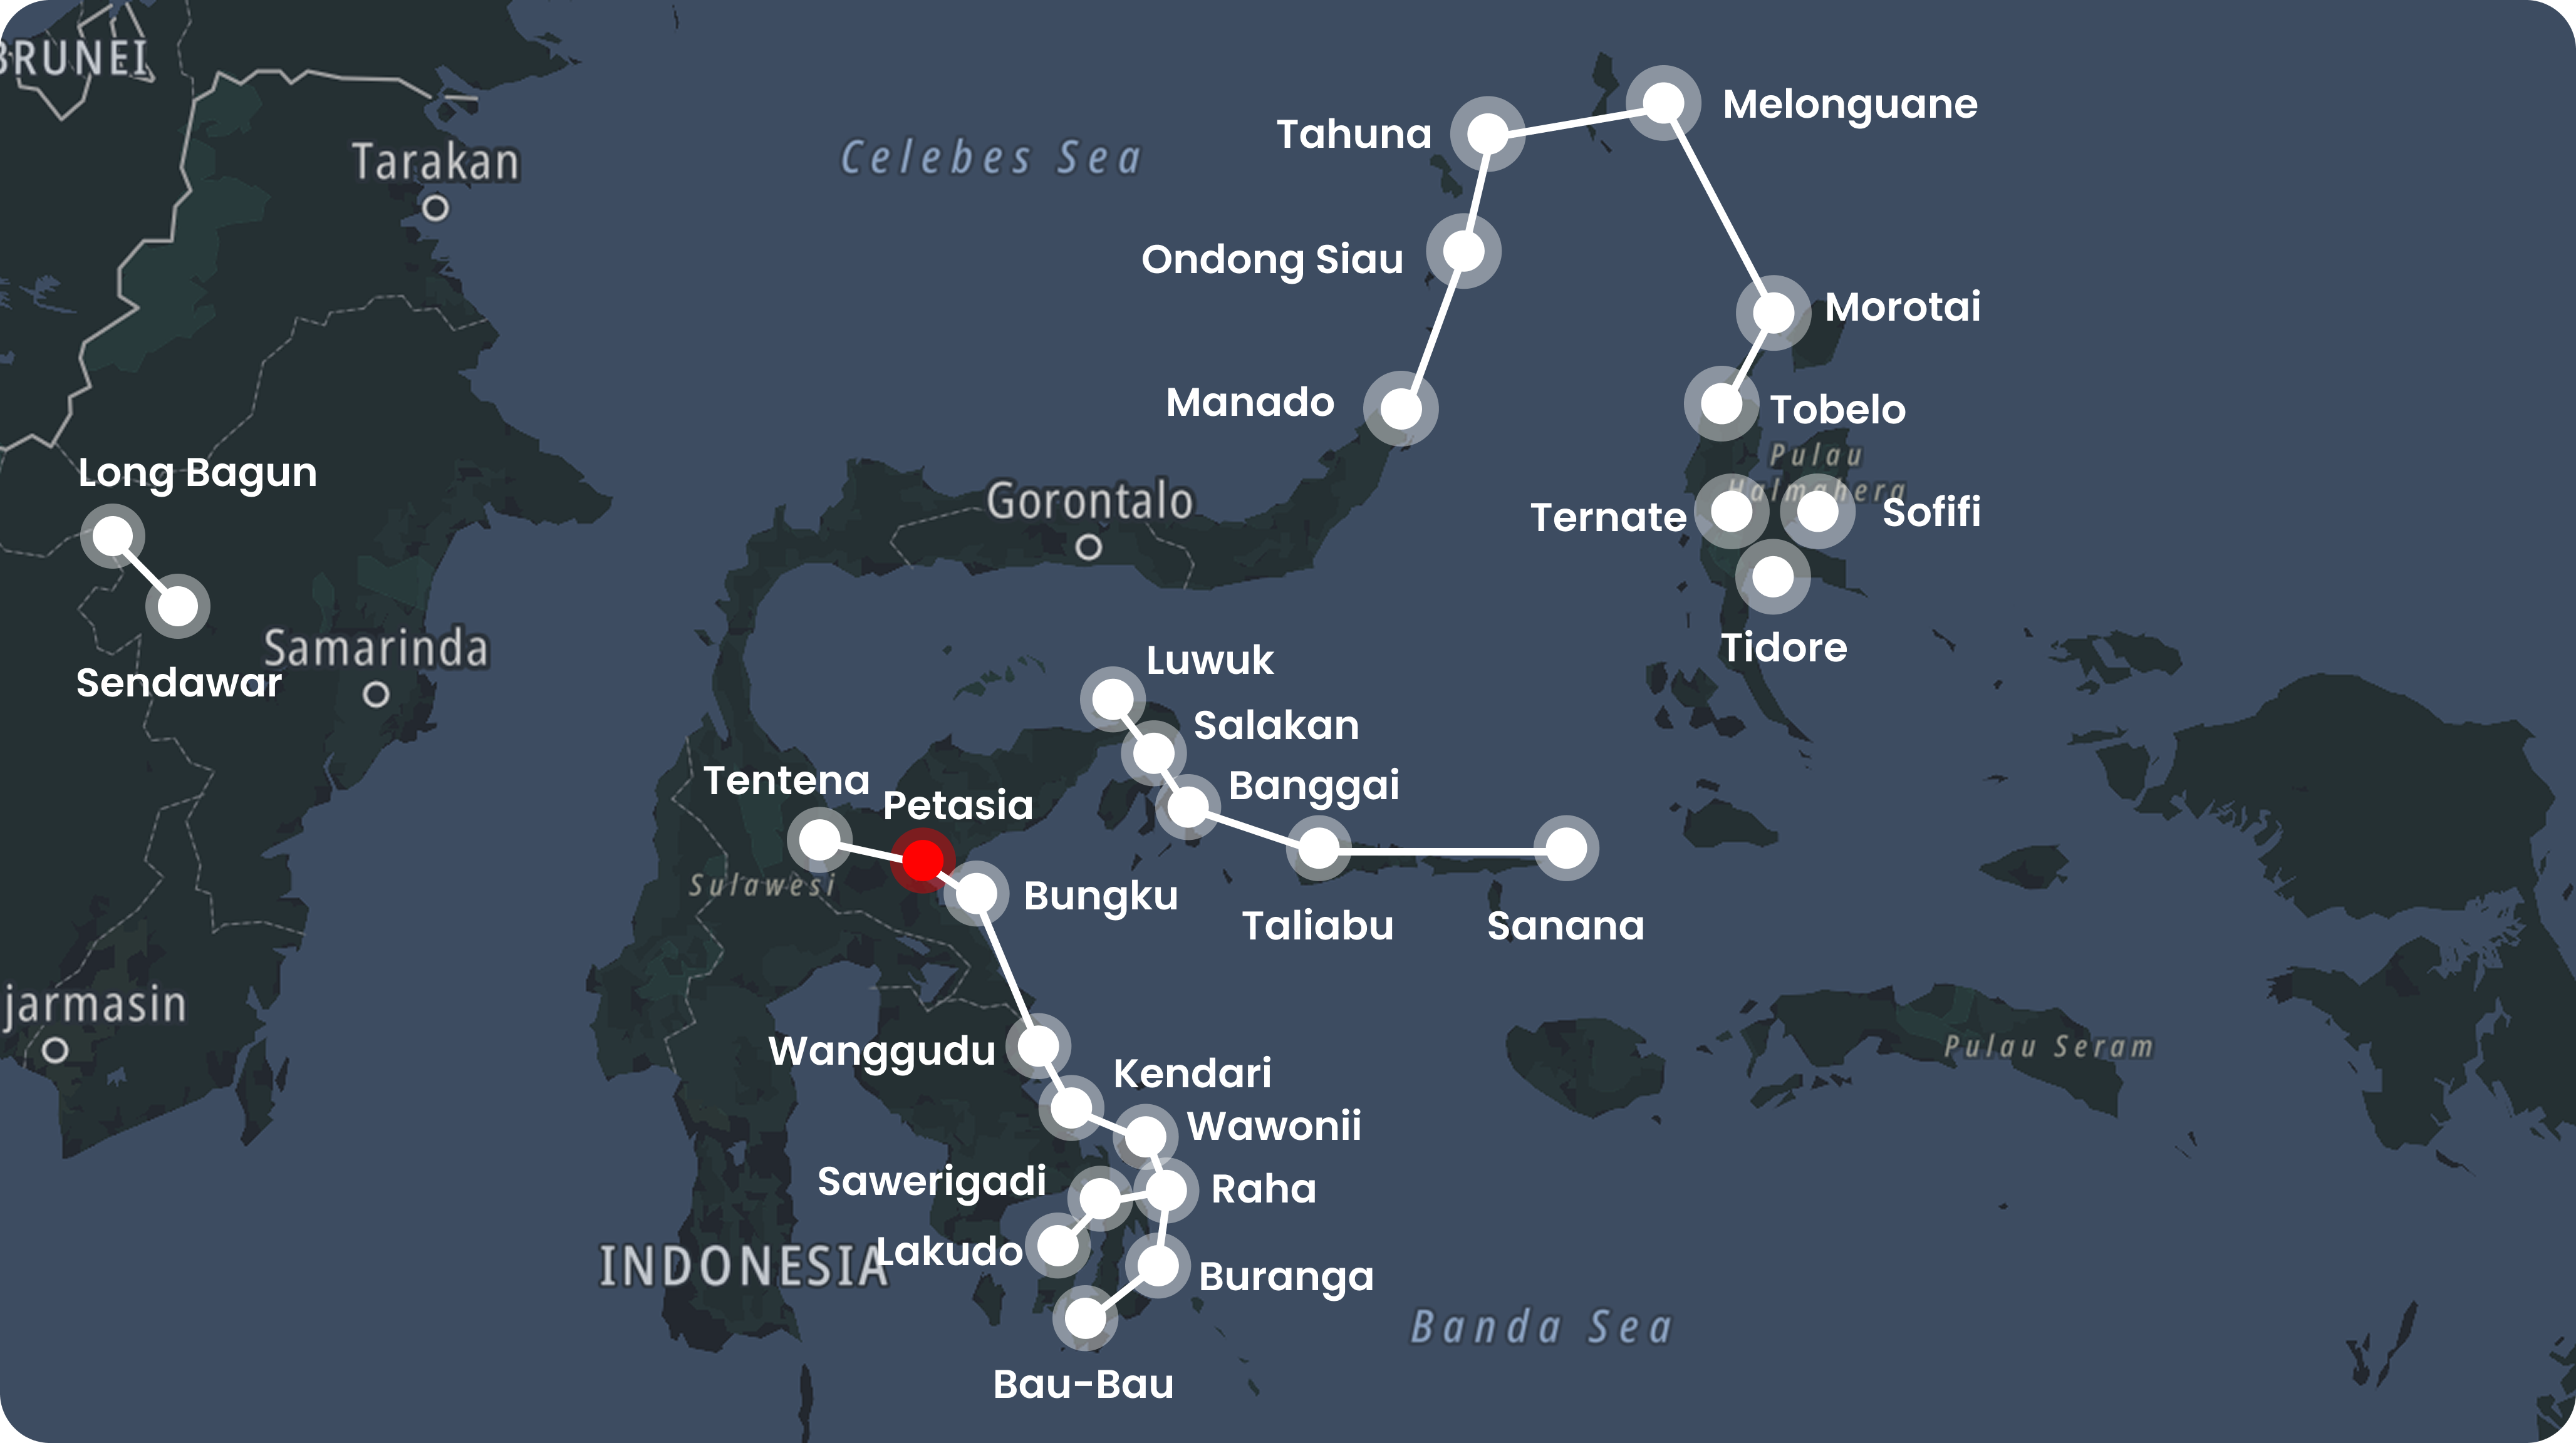 BRUNEI
Tarakan
Celebes Sea
Tahuna
Melonguane
Ondong Siau
Morotai
Manado
Tobelo
Pulau
Halmahera
Long Bagun
Gorontalo
Ternate
Sofifi
Sendawar
Samarinda
Tidore
Luwuk
Salakan
Tentena
Petasia
Banggai
Sulawesi
Bungku
Taliabu
Sanana
jarmasin
Wanggudu
Kendari
Pulau Seram
Wawonii
Sawerigadi
Raha
INDONESIA
Lakudo
Buranga
Banda Sea
Bau-Bau